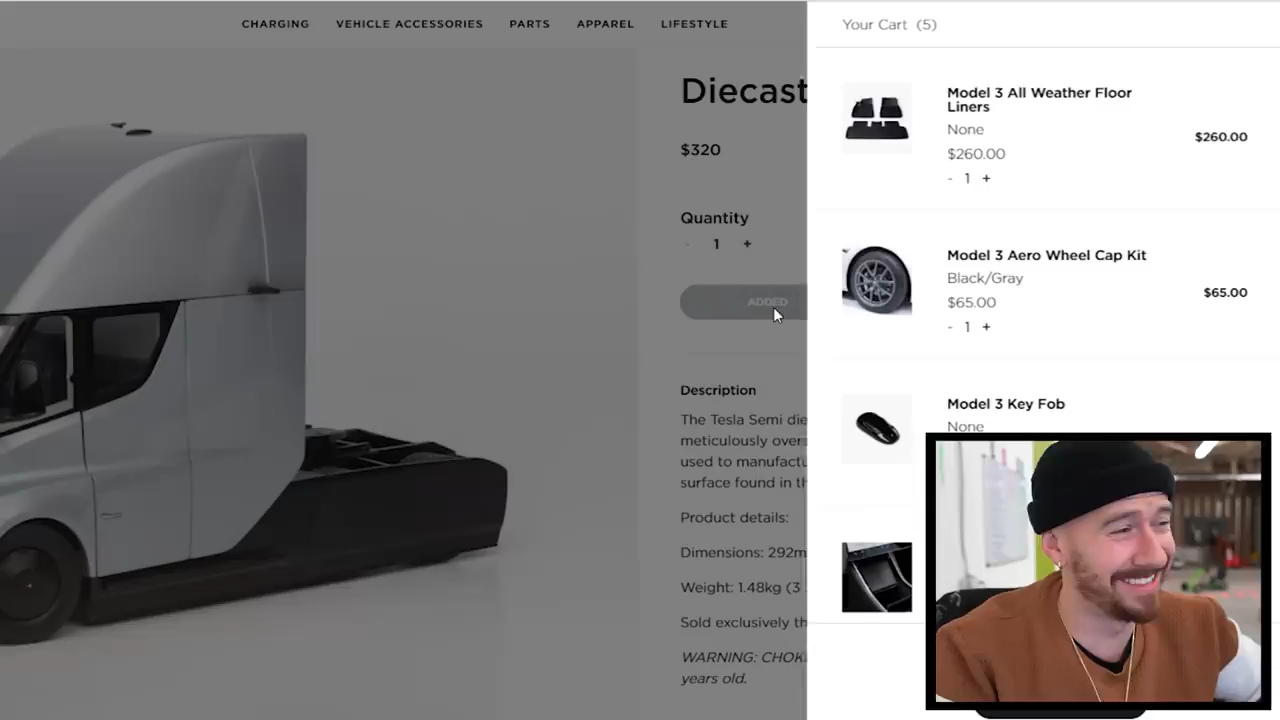 CHARGING VEHICLE ACCESSORIES PARTS APPAREL LIFESTYLE
Diecast
$320
Quantity
- 1 +
ADDED
Description
The Tesla Semi die
meticulously over
used to manufactu
surface found in th
Product details:
Dimensions: 292m
Weight: 1.48kg (3
Sold exclusively th
WARNING: CHOK
years old.
Your Cart (5)
Model 3 All Weather Floor
Liners
None
$260.00
$260.00
- 1 +
Model 3 Aero Wheel Cap Kit
Black/Gray
$65.00
$65.00
- 1 +
Model 3 Key Fob
None